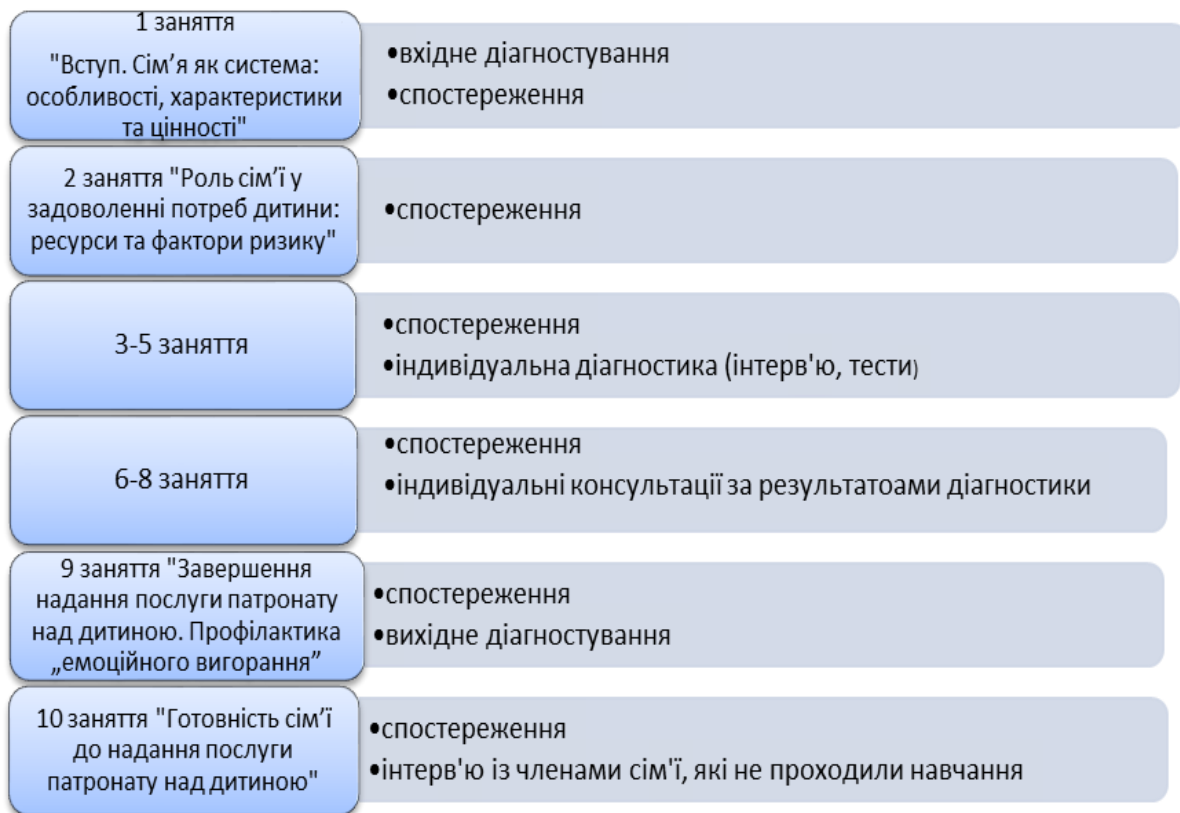 1 заняття
"Вступ. Сім’я як система:
особливості, характеристики
та цінності"
•вхідне діагностування
•спостереження
2 заняття "Роль сім’ї у
задоволенні потреб дитини:
ресурси та фактори ризику"
•спостереження
3-5 заняття
•спостереження
•індивідуальна діагностика (інтерв'ю, тести)
6-8 заняття
•спостереження
•індивідуальні консультації за результатоами діагностики
9 заняття "Завершення
надання послуги патронату
над дитиною. Профілактика
„емоційного вигорання”
•спостереження
•вихідне діагностування
10 заняття "Готовність сім’ї
до надання послуги
патронату над дитиною"
•спостереження
•інтерв'ю із членами сім'ї, які не проходили навчання